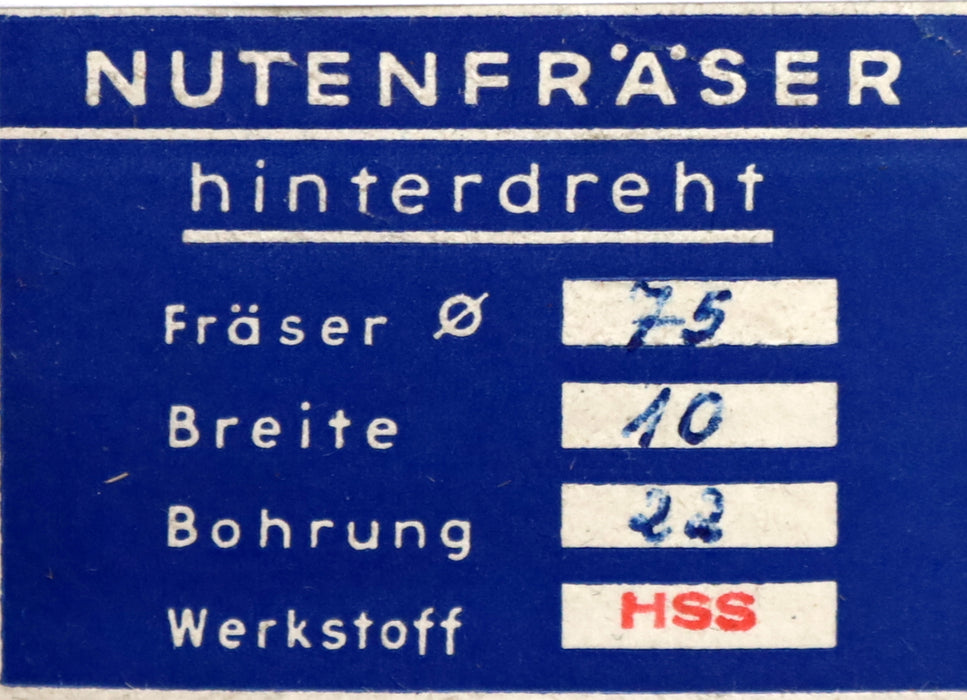 NUTENFRÄSER
hinterdreht
Fräser Ø 75
Breite 10
Bohrung 22
Werkstoff HSS